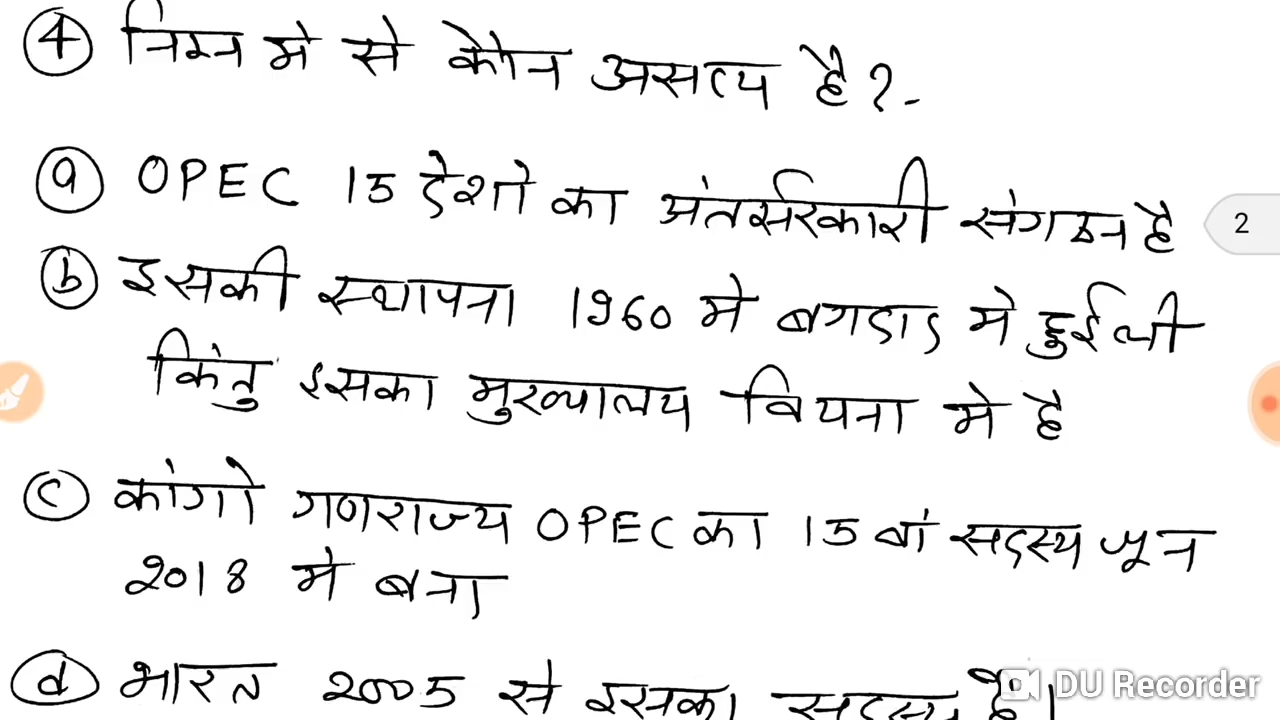 ④ निम्न मे से कौन असत्य है?
ⓐ OPEC 15 देशो का अंतर्सरकारी संगठन है
2
ⓑ इसकी स्थापना 1960 मे बगदाद मे हुई थी
किंतु इसका मुख्यालय वियना मे है
ⓒ कांगो गणराज्य OPEC का 15 वां सदस्य जून
2018 मे बना
ⓓ भारत 2005 से इसका सदस्य है।
DU Recorder